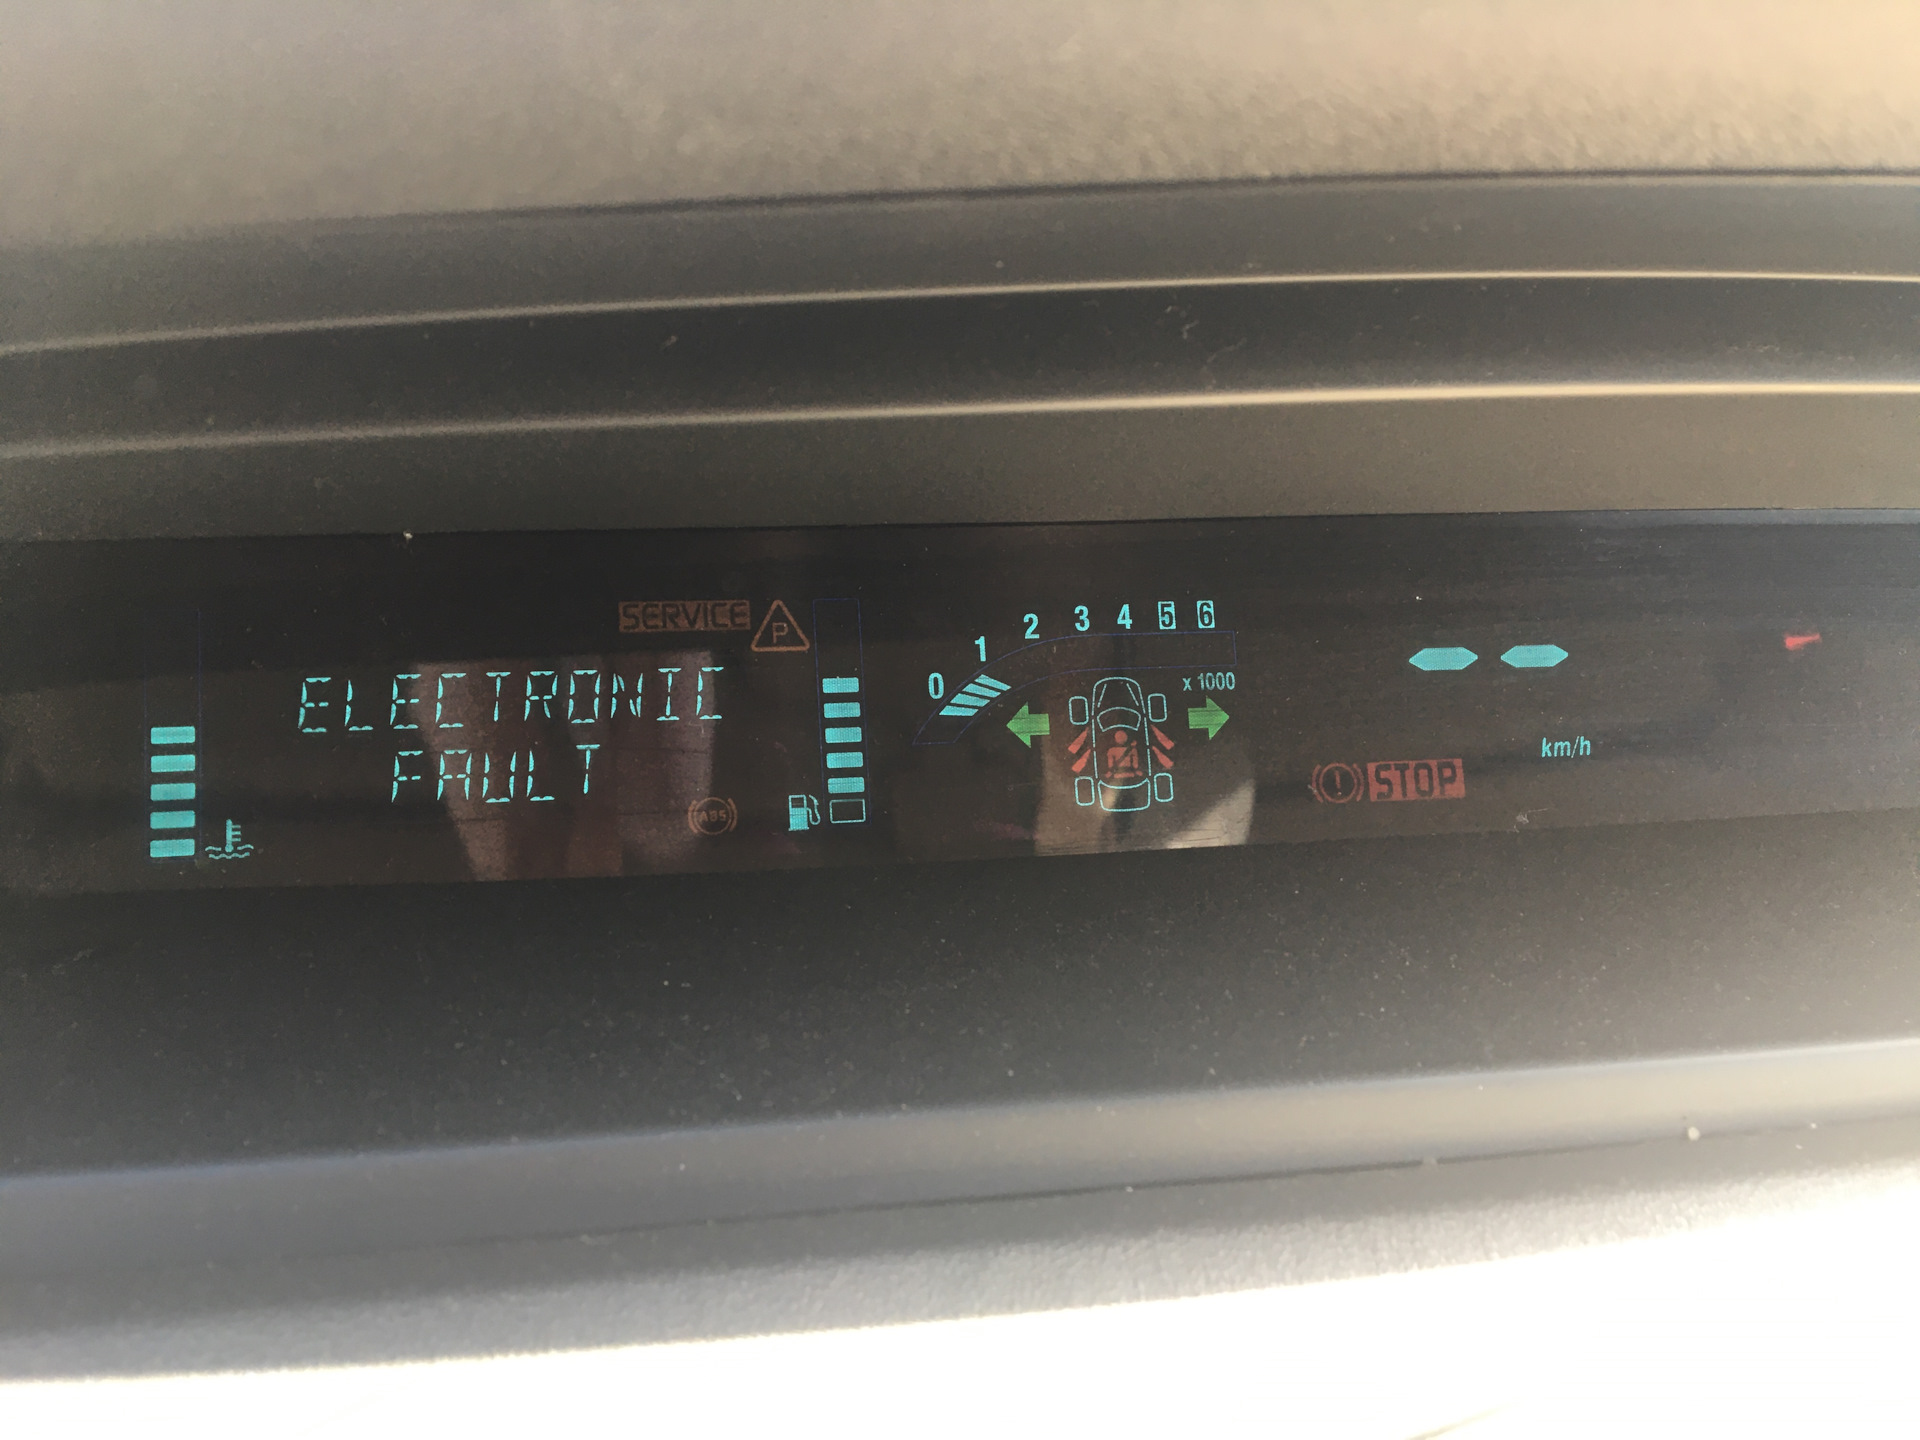 SERVICE
P
ELECTRONIC
FAULT
ABS
0 1 2 3 4 5 6
x 1000
km/h
(!) STOP